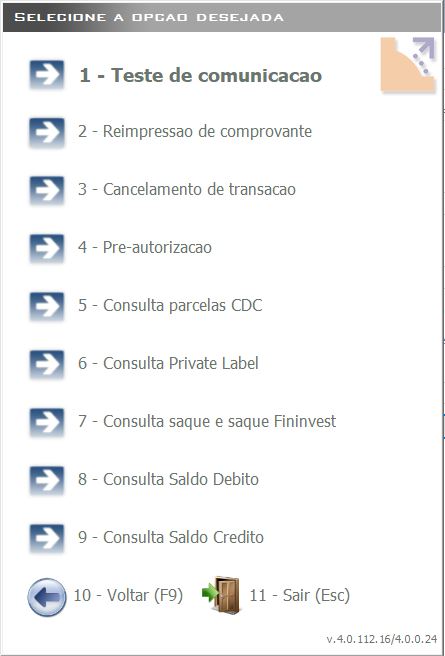 Selecione a opcao desejada
1 - Teste de comunicacao
2 - Reimpressao de comprovante
3 - Cancelamento de transacao
4 - Pre-autorizacao
5 - Consulta parcelas CDC
6 - Consulta Private Label
7 - Consulta saque e saque Fininvest
8 - Consulta Saldo Debito
9 - Consulta Saldo Credito
10 - Voltar (F9) 11 - Sair (Esc)
v.4.0.112.16/4.0.0.24